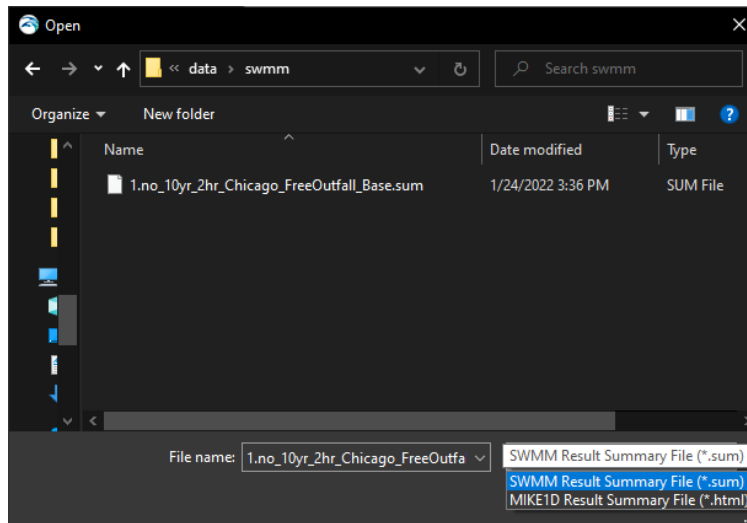 Open
« data › swmm
Search swmm
Organize
New folder
Name
Date modified
Type
1.no_10yr_2hr_Chicago_FreeOutfall_Base.sum
1/24/2022 3:36 PM
SUM File
File name:
1.no_10yr_2hr_Chicago_FreeOutfa
SWMM Result Summary File (*.sum)
SWMM Result Summary File (*.sum)
MIKE1D Result Summary File (*.html)